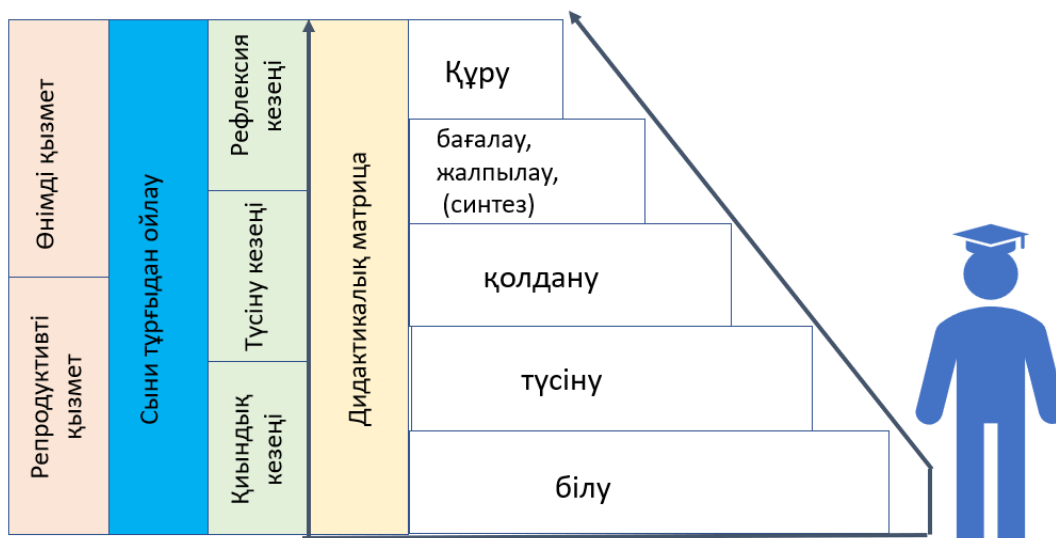 Өнімді қызмет
Репродуктивті
қызмет
Сыни тұрғыдан ойлау
Рефлексия
кезеңі
Түсіну кезеңі
Қиындық
кезеңі
Дидактикалық матрица
Құру
бағалау,
жалпылау,
(синтез)
қолдану
түсіну
білу